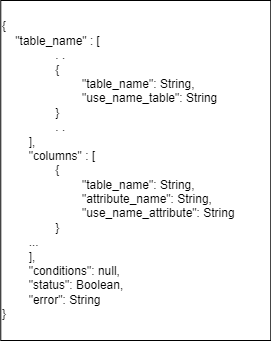 {
"table_name" : [
. .
{
"table_name": String,
"use_name_table": String
}
. .
],
"columns" : [
{
"table_name": String,
"attribute_name": String,
"use_name_attribute": String
}
...
],
"conditions": null,
"status": Boolean,
"error": String
}